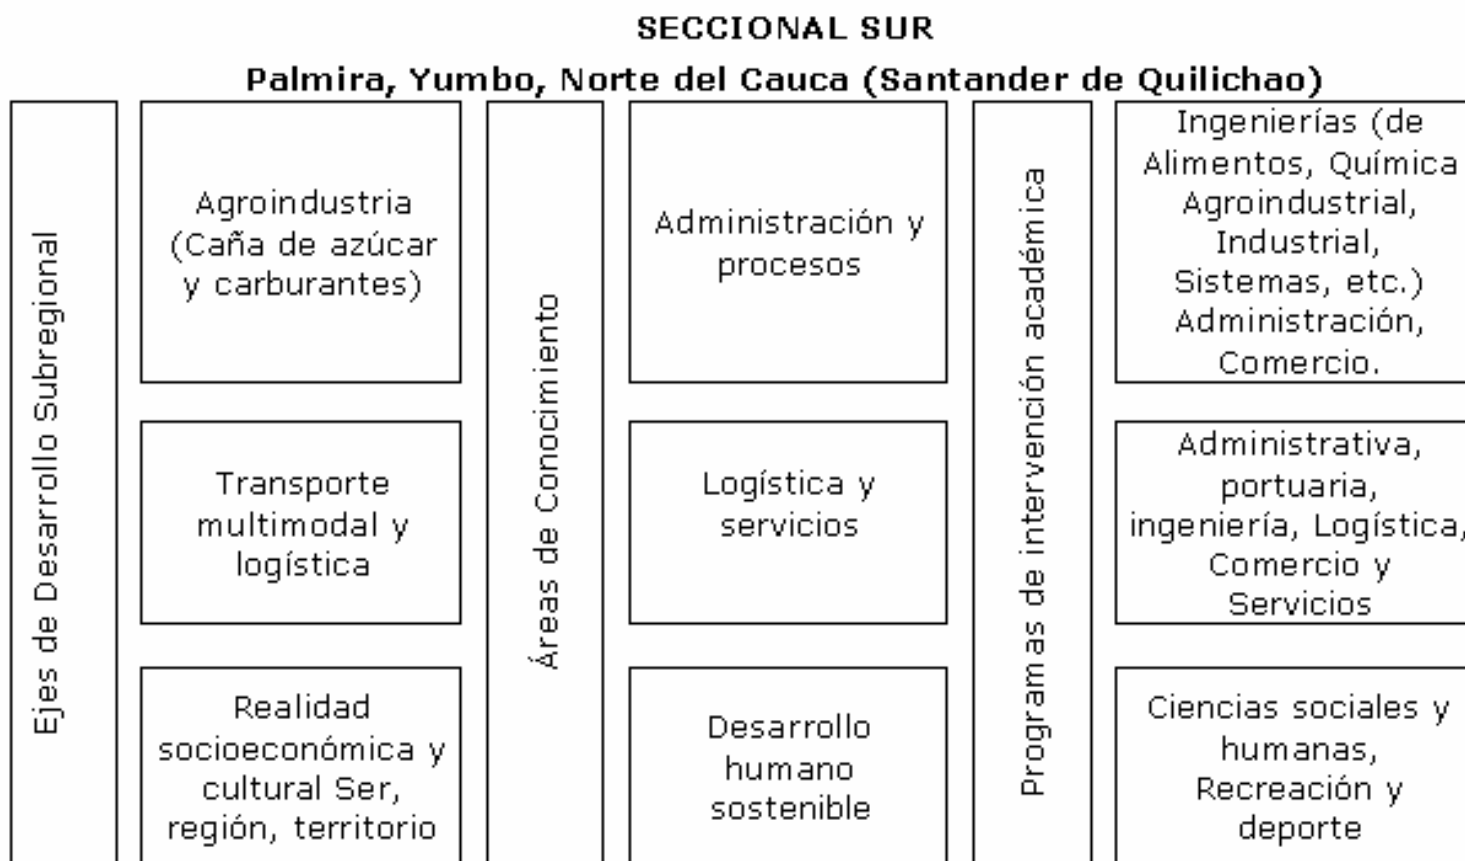 SECCIONAL SUR
Palmira, Yumbo, Norte del Cauca (Santander de Quilichao)
Ejes de Desarrollo Subregional
Agroindustria
(Caña de azúcar
y carburantes)
Transporte
multimodal y
logística
Realidad
socioeconómica y
cultural Ser,
región, territorio
Áreas de Conocimiento
Administración y
procesos
Logística y
servicios
Desarrollo
humano
sostenible
Programas de intervención académica
Ingenierías (de
Alimentos, Química
Agroindustrial,
Industrial,
Sistemas, etc.)
Administración,
Comercio.
Administrativa,
portuaria,
ingeniería, Logística,
Comercio y
Servicios
Ciencias sociales y
humanas,
Recreación y
deporte